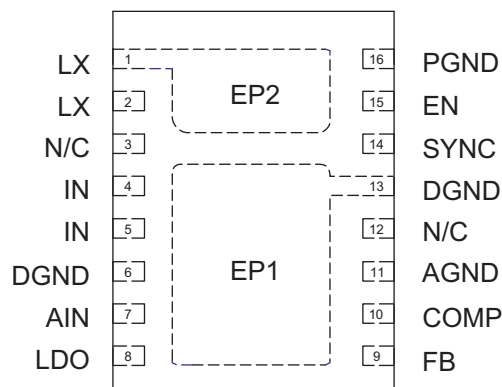 LX 1 16 PGND
LX 2 EP2 15 EN
N/C 3 14 SYNC
IN 4 13 DGND
IN 5 12 N/C
DGND 6 EP1 11 AGND
AIN 7 10 COMP
LDO 8 9 FB